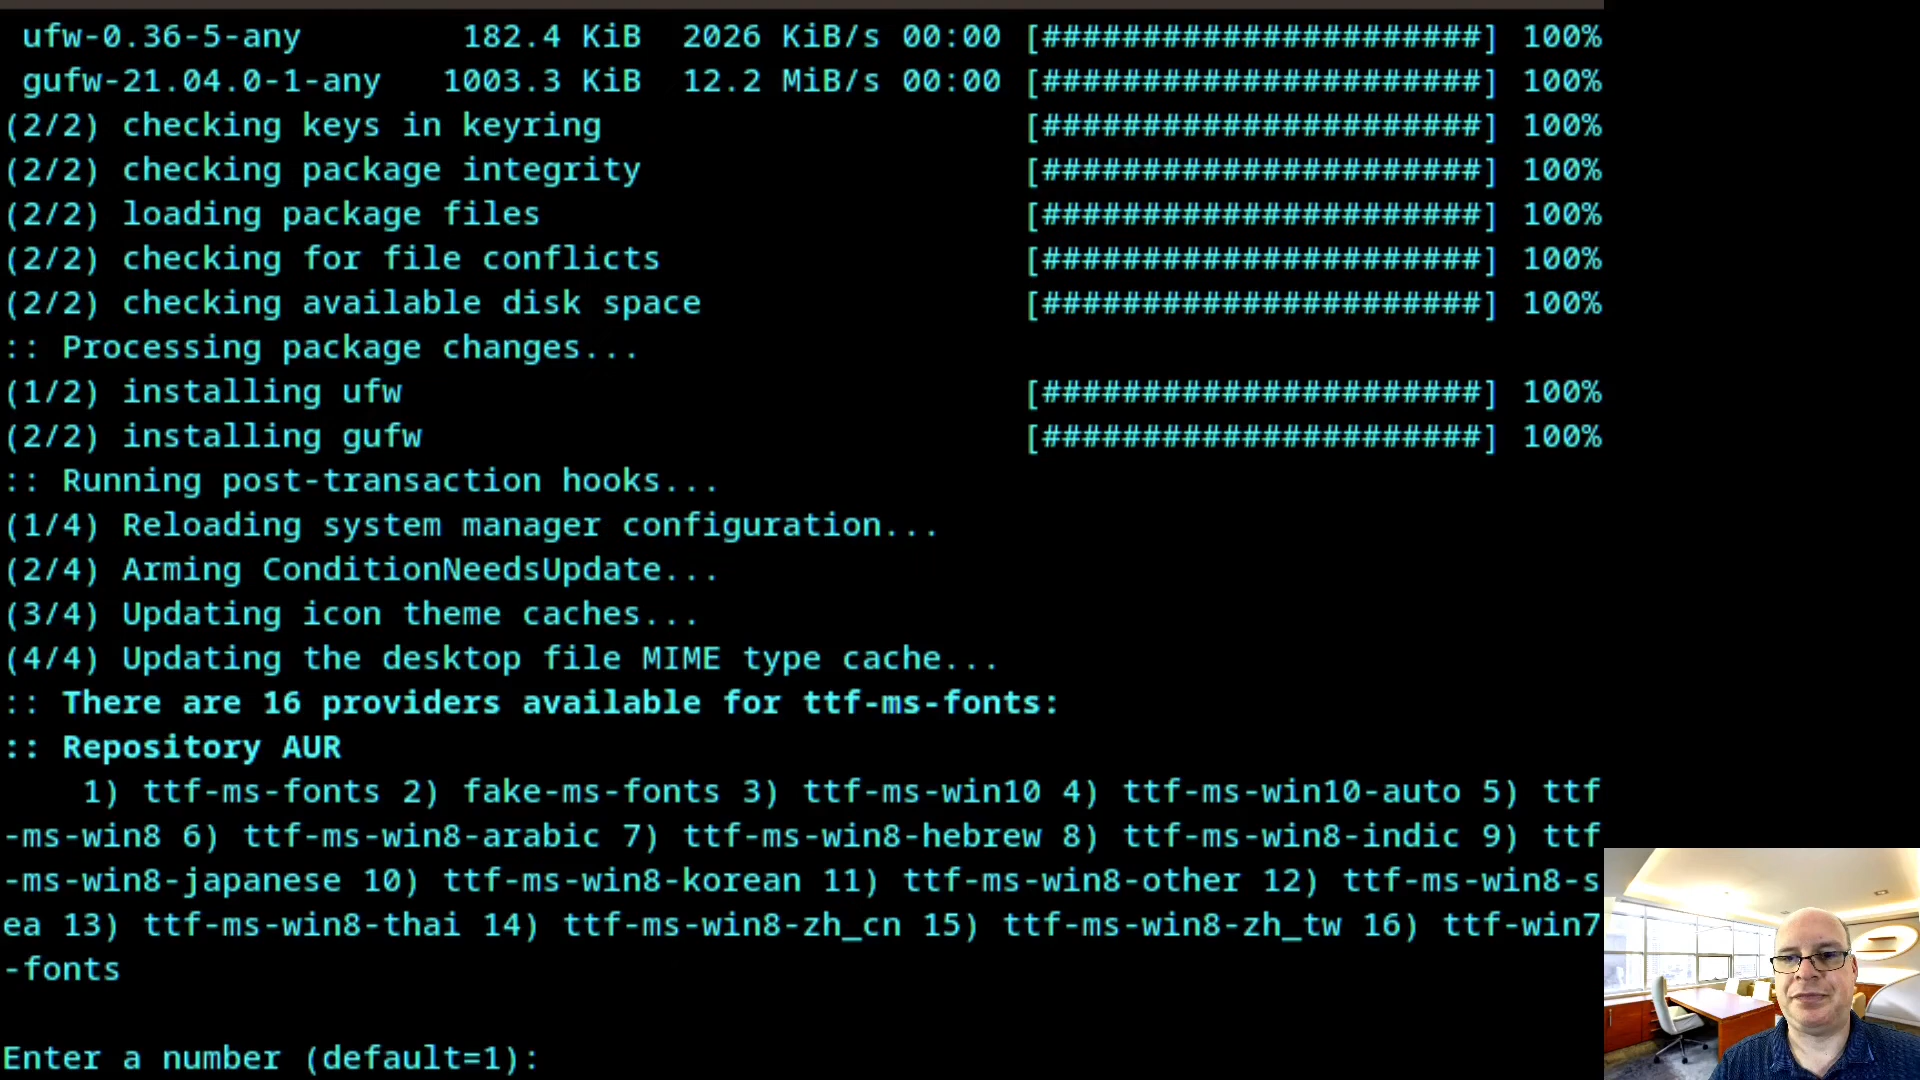 ufw-0.36-5-any 182.4 KiB 2026 KiB/s 00:00 [######################] 100%
gufw-21.04.0-1-any 1003.3 KiB 12.2 MiB/s 00:00 [######################] 100%
(2/2) checking keys in keyring [######################] 100%
(2/2) checking package integrity [######################] 100%
(2/2) loading package files [######################] 100%
(2/2) checking for file conflicts [######################] 100%
(2/2) checking available disk space [######################] 100%
:: Processing package changes...
(1/2) installing ufw [######################] 100%
(2/2) installing gufw [######################] 100%
:: Running post-transaction hooks...
(1/4) Reloading system manager configuration...
(2/4) Arming ConditionNeedsUpdate...
(3/4) Updating icon theme caches...
(4/4) Updating the desktop file MIME type cache...
:: There are 16 providers available for ttf-ms-fonts:
:: Repository AUR
1) ttf-ms-fonts 2) fake-ms-fonts 3) ttf-ms-win10 4) ttf-ms-win10-auto 5) ttf
-ms-win8 6) ttf-ms-win8-arabic 7) ttf-ms-win8-hebrew 8) ttf-ms-win8-indic 9) ttf
-ms-win8-japanese 10) ttf-ms-win8-korean 11) ttf-ms-win8-other 12) ttf-ms-win8-s
ea 13) ttf-ms-win8-thai 14) ttf-ms-win8-zh_cn 15) ttf-ms-win8-zh_tw 16) ttf-win7
-fonts
Enter a number (default=1):